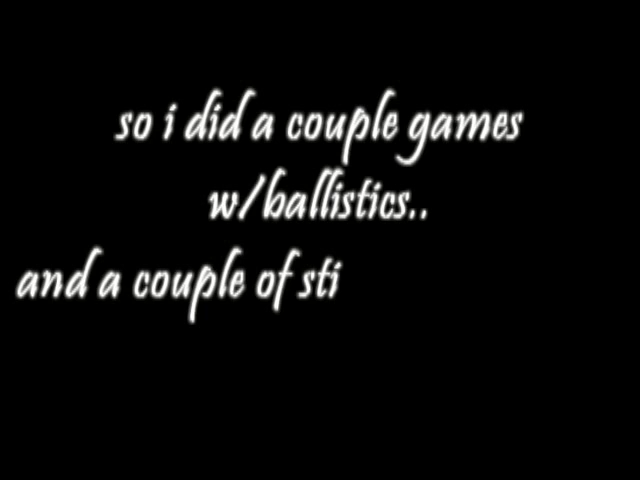 so i did a couple games
w/ballistics..
and a couple of sti